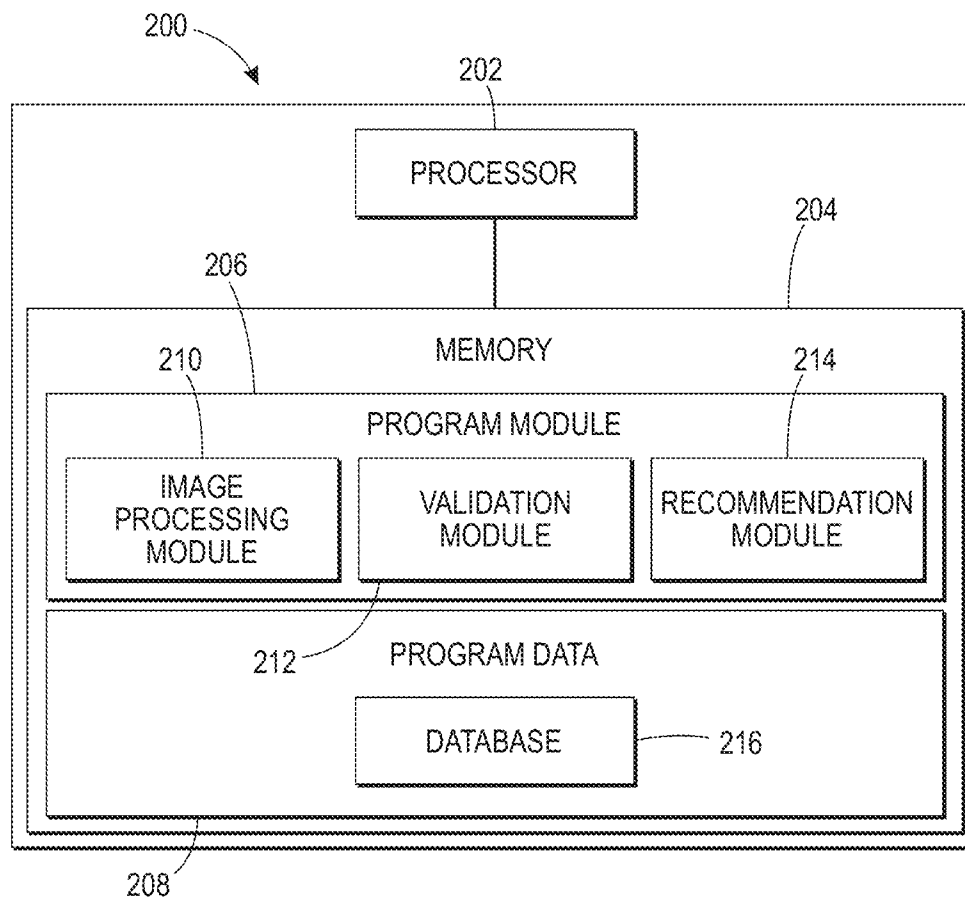 200
202
PROCESSOR
204
206
MEMORY
210
214
PROGRAM MODULE
IMAGE
PROCESSING
MODULE
VALIDATION
MODULE
RECOMMENDATION
MODULE
212
PROGRAM DATA
DATABASE
216
208